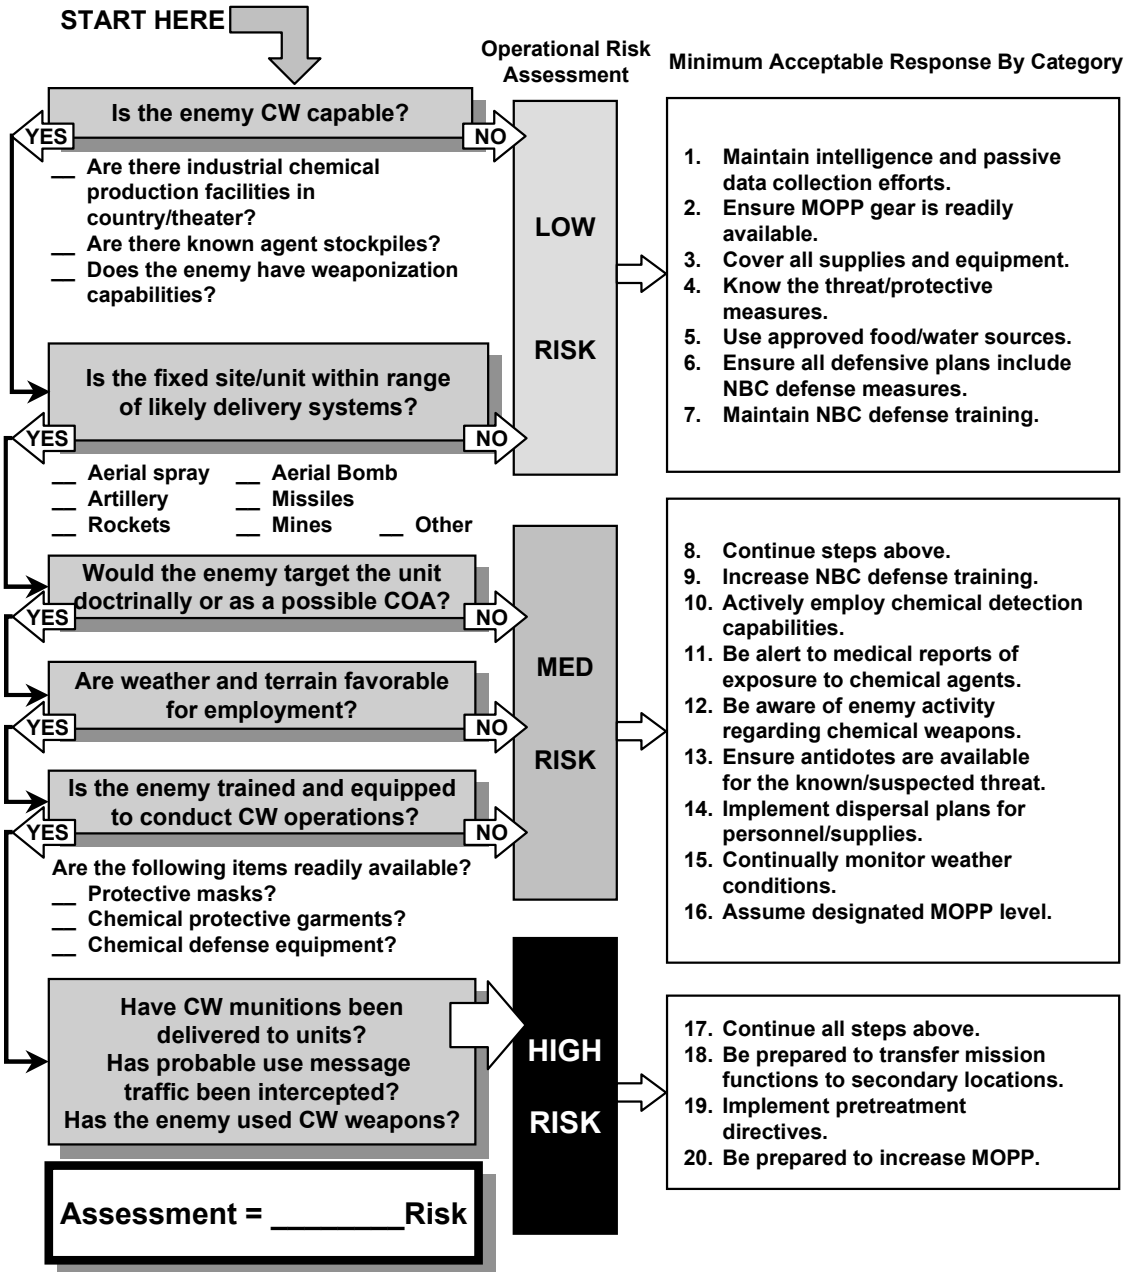 START HERE
Operational Risk
Assessment
Minimum Acceptable Response By Category
Is the enemy CW capable?
YES
NO
__ Are there industrial chemical
production facilities in
country/theater?
__ Are there known agent stockpiles?
__ Does the enemy have weaponization
capabilities?
Is the fixed site/unit within range
of likely delivery systems?
YES
NO
__ Aerial spray __ Aerial Bomb
__ Artillery __ Missiles
__ Rockets __ Mines __ Other
LOW
RISK
1. Maintain intelligence and passive
data collection efforts.
2. Ensure MOPP gear is readily
available.
3. Cover all supplies and equipment.
4. Know the threat/protective
measures.
5. Use approved food/water sources.
6. Ensure all defensive plans include
NBC defense measures.
7. Maintain NBC defense training.
Would the enemy target the unit
doctrinally or as a possible COA?
YES
NO
Are weather and terrain favorable
for employment?
YES
NO
Is the enemy trained and equipped
to conduct CW operations?
YES
NO
Are the following items readily available?
__ Protective masks?
__ Chemical protective garments?
__ Chemical defense equipment?
MED
RISK
8. Continue steps above.
9. Increase NBC defense training.
10. Actively employ chemical detection
capabilities.
11. Be alert to medical reports of
exposure to chemical agents.
12. Be aware of enemy activity
regarding chemical weapons.
13. Ensure antidotes are available
for the known/suspected threat.
14. Implement dispersal plans for
personnel/supplies.
15. Continually monitor weather
conditions.
16. Assume designated MOPP level.
Have CW munitions been
delivered to units?
Has probable use message
traffic been intercepted?
Has the enemy used CW weapons?
HIGH
RISK
17. Continue all steps above.
18. Be prepared to transfer mission
functions to secondary locations.
19. Implement pretreatment
directives.
20. Be prepared to increase MOPP.
Assessment = ________Risk